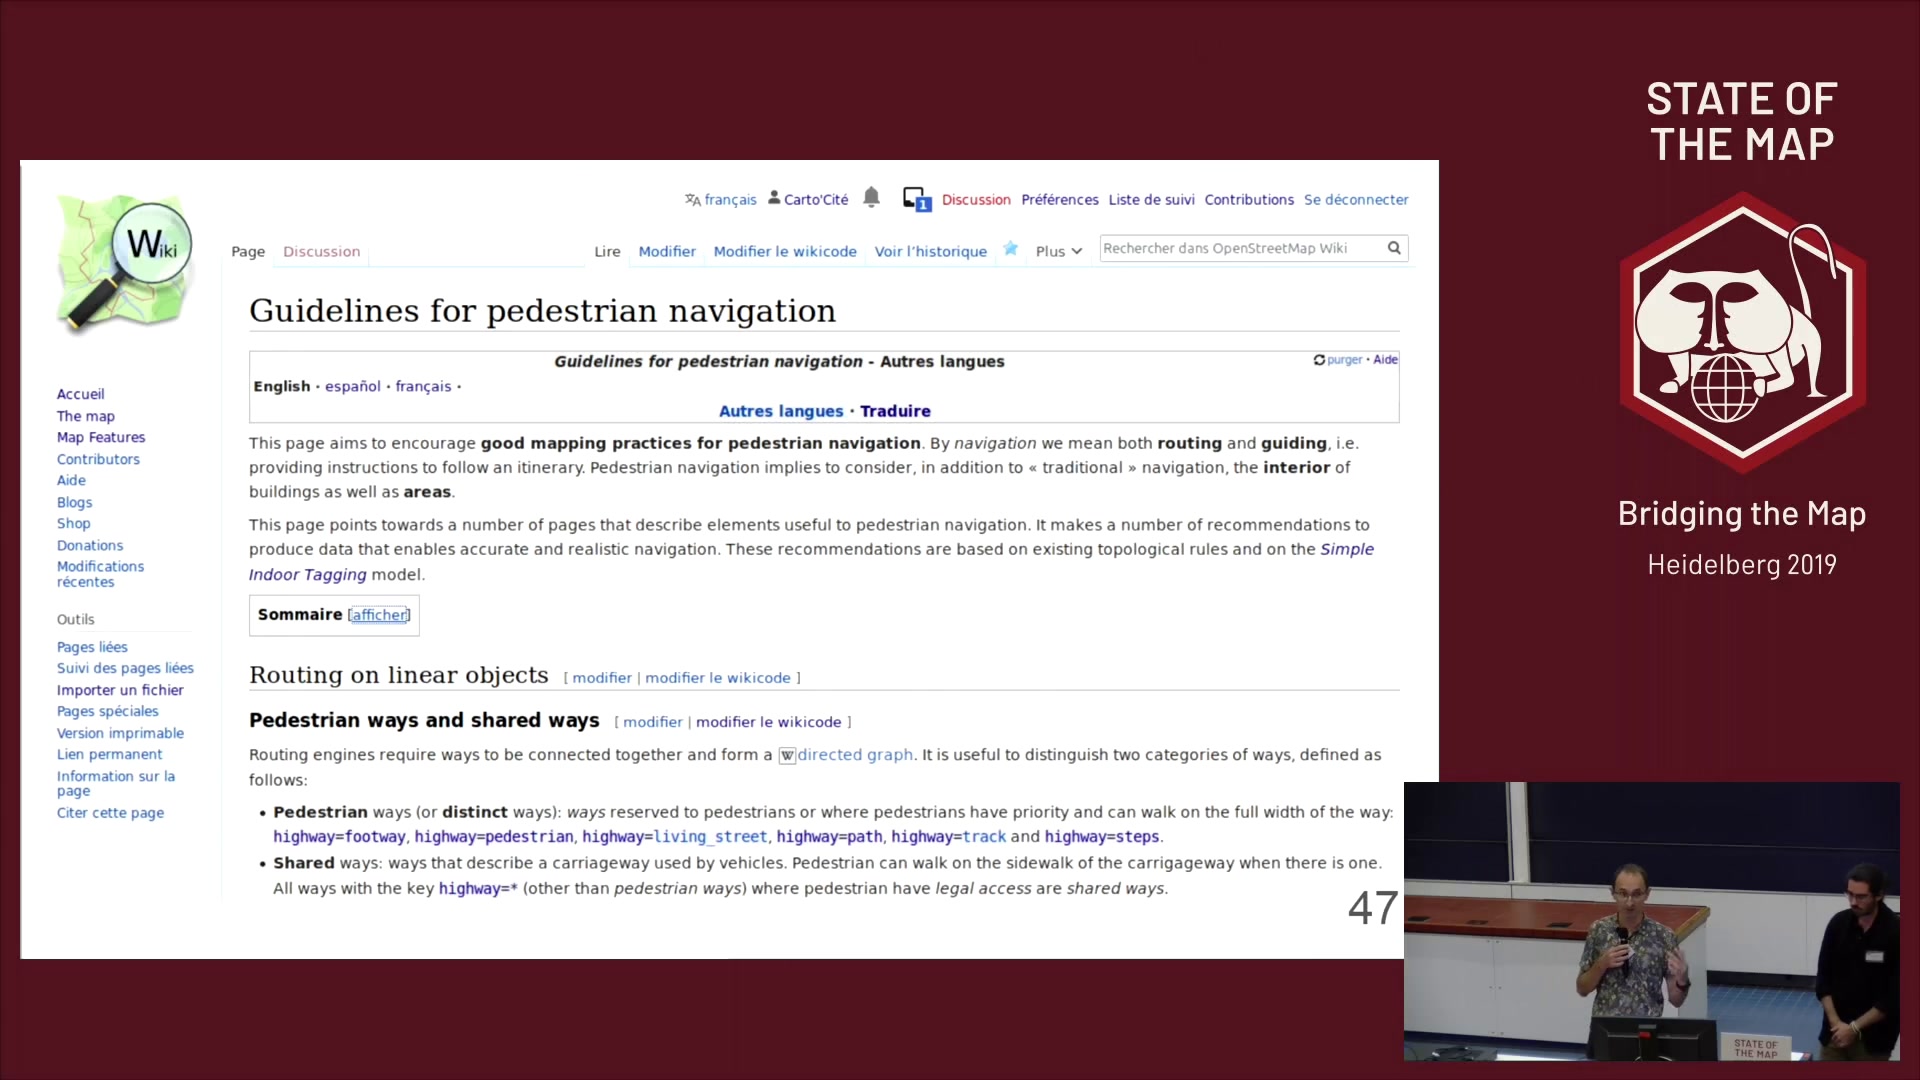 STATE OF
THE MAP
français Carto'Cité 1 Discussion Préférences Liste de suivi Contributions Se déconnecter
Wiki
Page Discussion Lire Modifier Modifier le wikicode Voir l'historique Plus Rechercher dans OpenStreetMap Wiki
Guidelines for pedestrian navigation
Guidelines for pedestrian navigation - Autres langues
purger · Aide
English · español · français ·
Autres langues · Traduire
This page aims to encourage good mapping practices for pedestrian navigation. By navigation we mean both routing and guiding, i.e.
providing instructions to follow an itinerary. Pedestrian navigation implies to consider, in addition to « traditional » navigation, the interior of
buildings as well as areas.
This page points towards a number of pages that describe elements useful to pedestrian navigation. It makes a number of recommendations to
produce data that enables accurate and realistic navigation. These recommendations are based on existing topological rules and on the Simple
Indoor Tagging model.
Sommaire [afficher]
Routing on linear objects [ modifier | modifier le wikicode ]
Pedestrian ways and shared ways [ modifier | modifier le wikicode ]
Routing engines require ways to be connected together and form a W directed graph. It is useful to distinguish two categories of ways, defined as
follows:
• Pedestrian ways (or distinct ways): ways reserved to pedestrians or where pedestrians have priority and can walk on the full width of the way:
highway=footway, highway=pedestrian, highway=living_street, highway=path, highway=track and highway=steps.
• Shared ways: ways that describe a carriageway used by vehicles. Pedestrian can walk on the sidewalk of the carrigageway when there is one.
All ways with the key highway=* (other than pedestrian ways) where pedestrian have legal access are shared ways.
47
Accueil
The map
Map Features
Contributors
Aide
Blogs
Shop
Donations
Modifications
récentes
Outils
Pages liées
Suivi des pages liées
Importer un fichier
Pages spéciales
Version imprimable
Lien permanent
Information sur la
page
Citer cette page
Bridging the Map
Heidelberg 2019
STATE OF
THE MAP